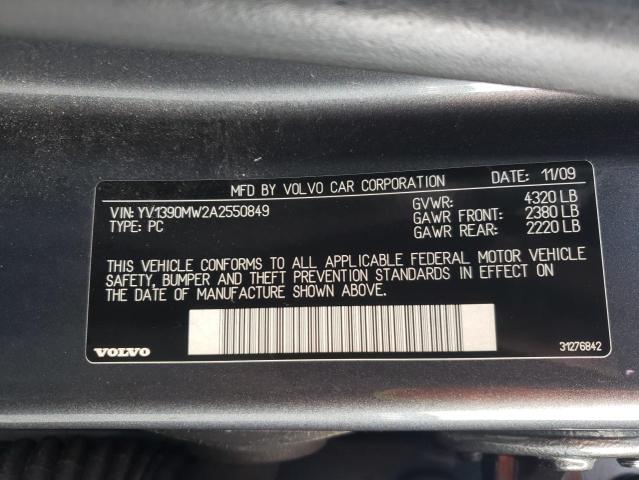 MFD BY VOLVO CAR CORPORATION DATE: 11/09
VIN: YV1390MW2A2550849 GVWR: 4320 LB
TYPE: PC GAWR FRONT: 2380 LB
GAWR REAR: 2220 LB
THIS VEHICLE CONFORMS TO ALL APPLICABLE FEDERAL MOTOR VEHICLE
SAFETY, BUMPER AND THEFT PREVENTION STANDARDS IN EFFECT ON
THE DATE OF MANUFACTURE SHOWN ABOVE.
VOLVO 31276842